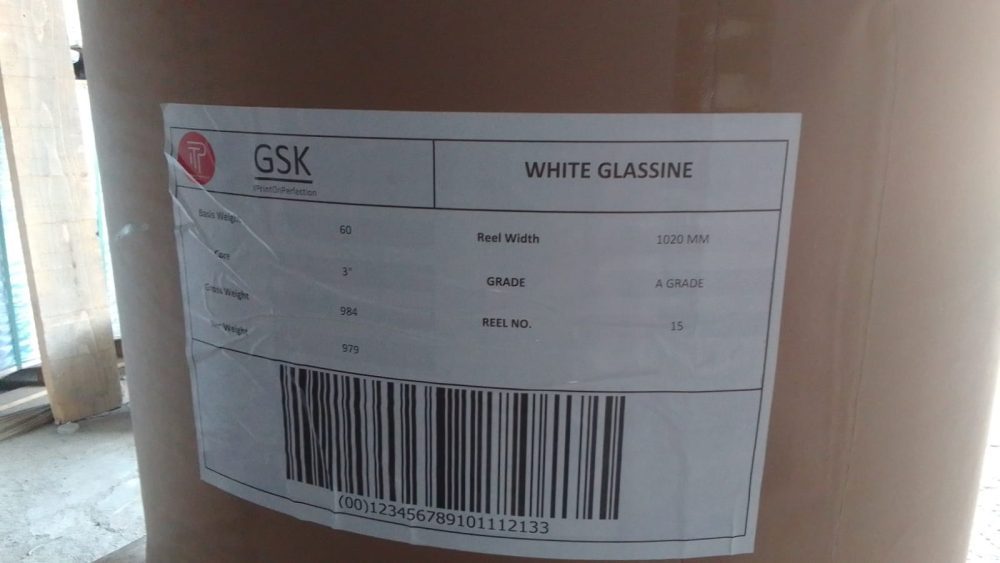 GSK
WHITE GLASSINE
#PrintOnPerfection
Basis Weight 60
Reel Width 1020 MM
Core 3"
GRADE A GRADE
Gross Weight 984
REEL NO. 15
Net Weight 979
(00)123456789101112133